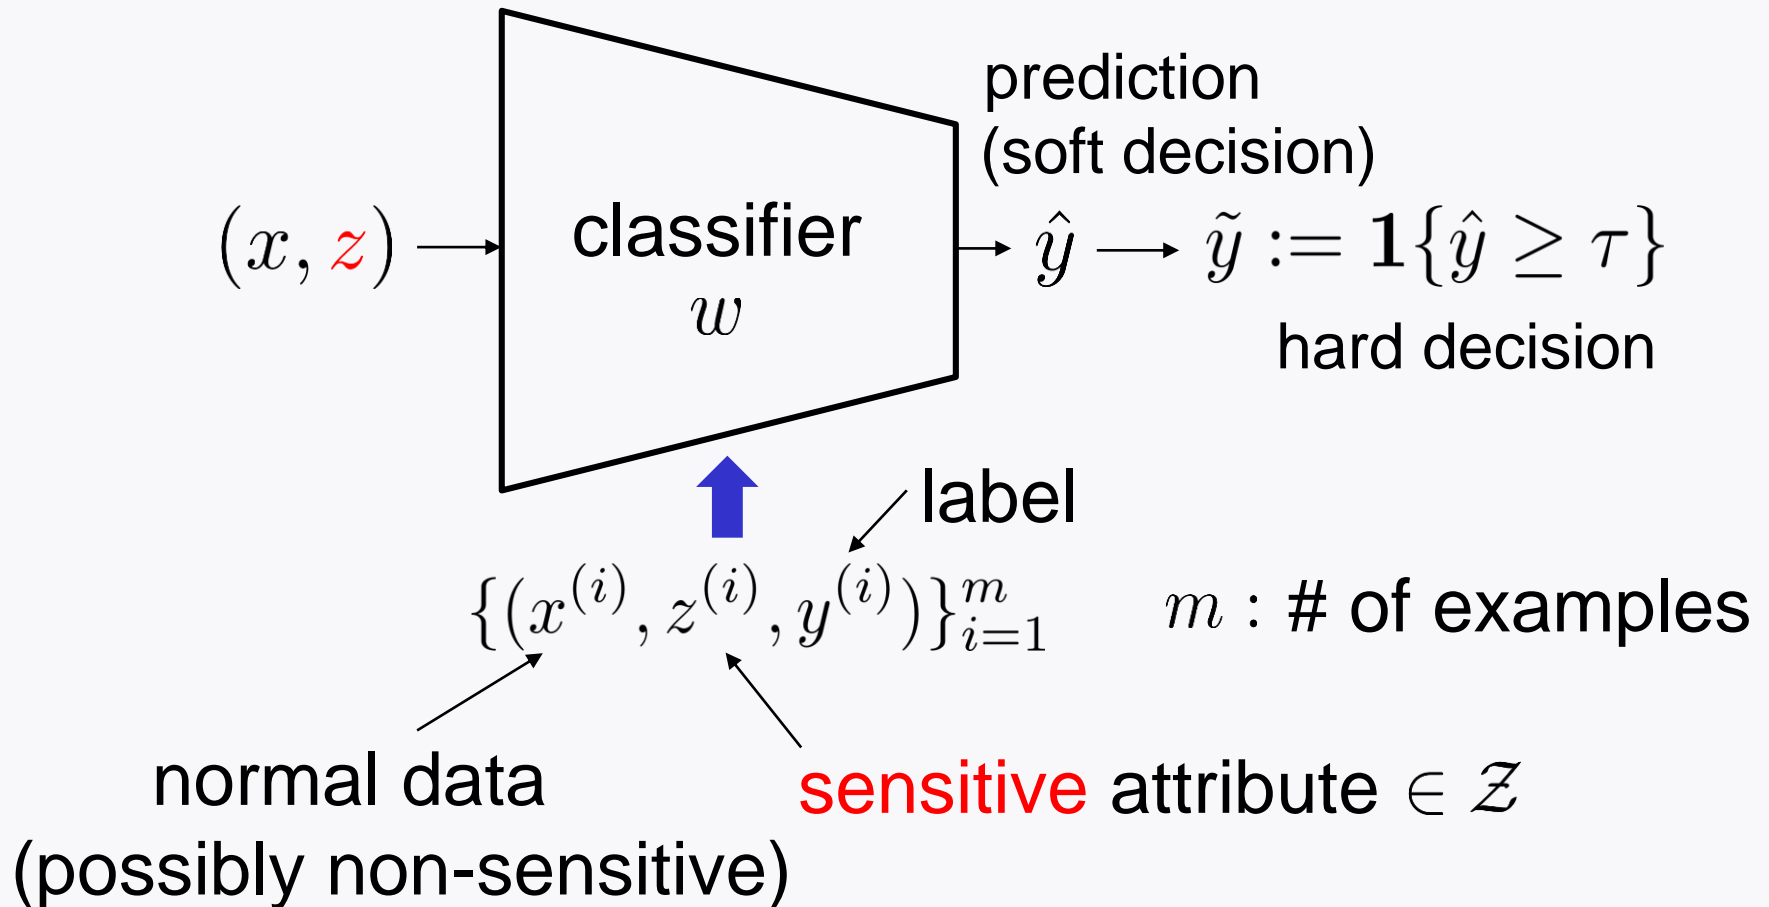 prediction
(soft decision)
(x, z) → classifier → ŷ → ỹ := 1{ŷ ≥ τ}
w
hard decision
label
{(x^{(i)}, z^{(i)}, y^{(i)})}_{i=1}^{m}
m : # of examples
normal data
(possibly non-sensitive)
sensitive attribute ∈ 𝒵